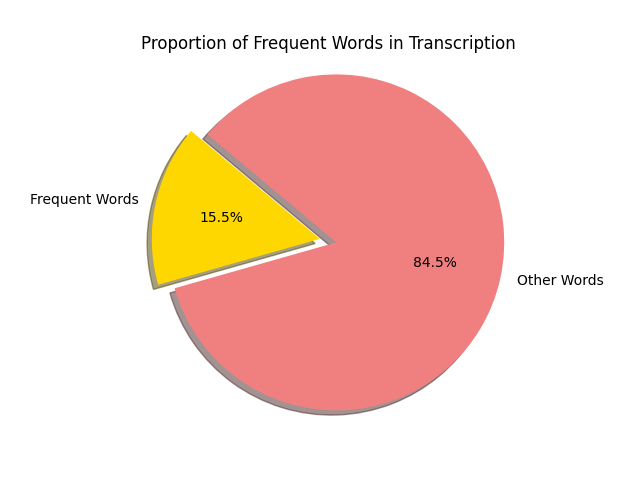 Proportion of Frequent Words in Transcription
Frequent Words
15.5%
84.5%
Other Words